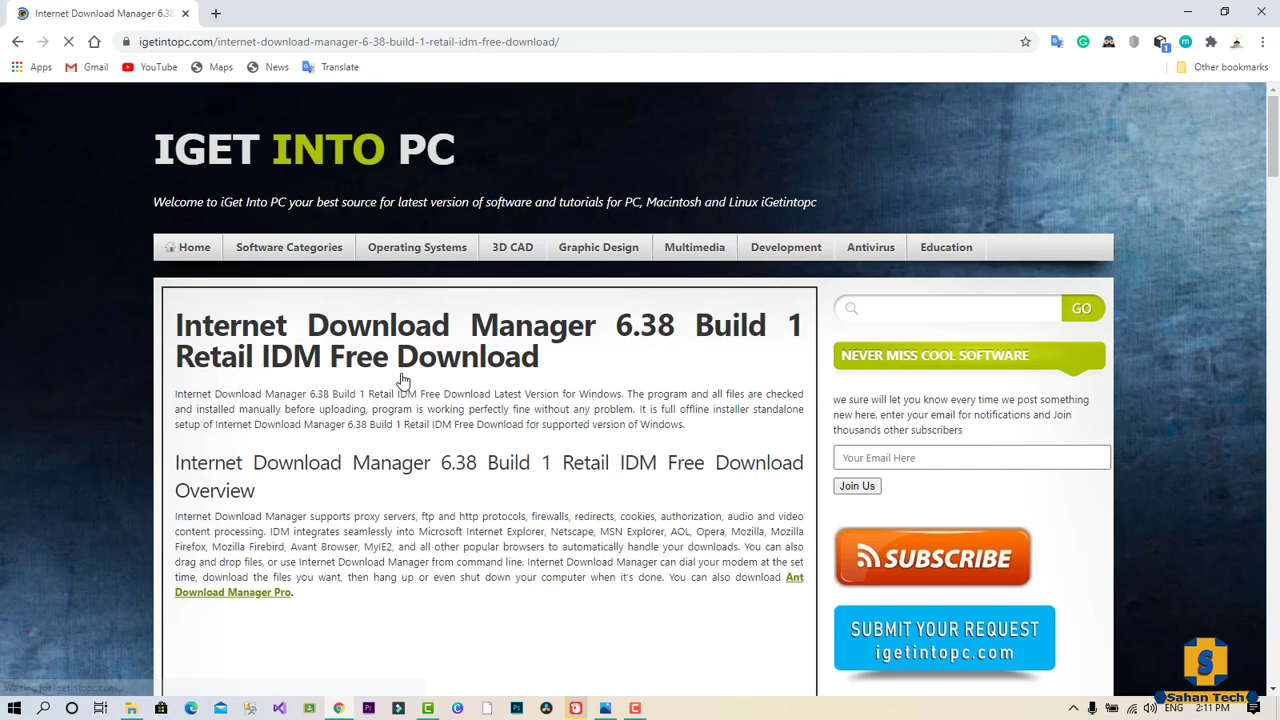 Internet Download Manager 6.38
igetintopc.com/internet-download-manager-6-38-build-1-retail-idm-free-download/
Apps
Gmail
YouTube
Maps
News
Translate
Other bookmarks
IGET INTO PC
Welcome to iGet Into PC your best source for latest version of software and tutorials for PC, Macintosh and Linux iGetintopc
Home
Software Categories
Operating Systems
3D CAD
Graphic Design
Multimedia
Development
Antivirus
Education
Internet Download Manager 6.38 Build 1
Retail IDM Free Download
Internet Download Manager 6.38 Build 1 Retail IDM Free Download Latest Version for Windows. The program and all files are checked
and installed manually before uploading, program is working perfectly fine without any problem. It is full offline installer standalone
setup of Internet Download Manager 6.38 Build 1 Retail IDM Free Download for supported version of Windows.
Internet Download Manager 6.38 Build 1 Retail IDM Free Download
Overview
Internet Download Manager supports proxy servers, ftp and http protocols, firewalls, redirects, cookies, authorization, audio and video
content processing. IDM integrates seamlessly into Microsoft Internet Explorer, Netscape, MSN Explorer, AOL, Opera, Mozilla, Mozilla
Firefox, Mozilla Firebird, Avant Browser, MyIE2, and all other popular browsers to automatically handle your downloads. You can also
drag and drop files, or use Internet Download Manager from command line. Internet Download Manager can dial your modem at the set
time, download the files you want, then hang up or even shut down your computer when it's done. You can also download Ant
Download Manager Pro.
GO
NEVER MISS COOL SOFTWARE
we sure will let you know every time we post something
new here. enter your email for notifications and Join
thousands other subscribers
Your Email Here
Join Us
SUBSCRIBE
SUBMIT YOUR REQUEST
igetintopc.com
S
Sahan Tech
Waiting for igetintopc.com...
ENG
2:11 PM